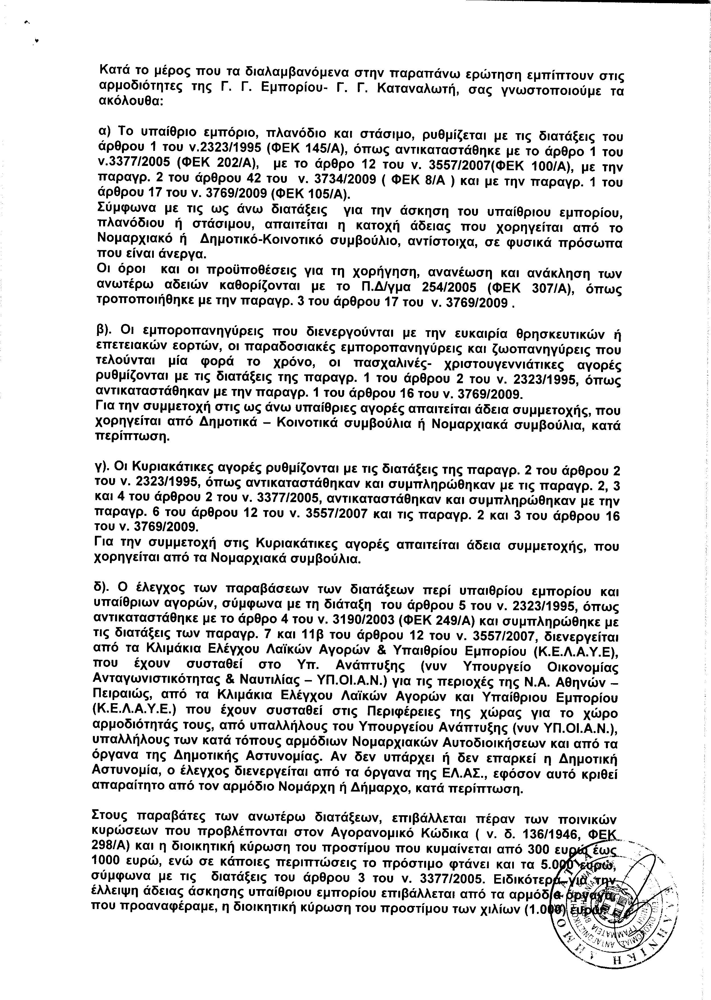 Κατά το μέρος που τα διαλαμβανόμενα στην παραπάνω ερώτηση εμπίπτουν στις
αρμοδιότητες της Γ. Γ. Εμπορίου- Γ. Γ. Καταναλωτή, σας γνωστοποιούμε τα
ακόλουθα:
α) Το υπαίθριο εμπόριο, πλανόδιο και στάσιμο, ρυθμίζεται με τις διατάξεις του
άρθρου 1 του ν.2323/1995 (ΦΕΚ 145/Α), όπως αντικαταστάθηκε με το άρθρο 1 του
ν.3377/2005 (ΦΕΚ 202/Α), με το άρθρο 12 του ν. 3557/2007(ΦΕΚ 100/Α), με την
παραγρ. 2 του άρθρου 42 του ν. 3734/2009 ( ΦΕΚ 8/Α ) και με την παραγρ. 1 του
άρθρου 17 του ν. 3769/2009 (ΦΕΚ 105/Α).
Σύμφωνα με τις ως άνω διατάξεις για την άσκηση του υπαίθριου εμπορίου,
πλανόδιου ή στάσιμου, απαιτείται η κατοχή άδειας που χορηγείται από το
Νομαρχιακό ή Δημοτικό-Κοινοτικό συμβούλιο, αντίστοιχα, σε φυσικά πρόσωπα
που είναι άνεργα.
Οι όροι και οι προϋποθέσεις για τη χορήγηση, ανανέωση και ανάκληση των
ανωτέρω αδειών καθορίζονται με το Π.Δ/γμα 254/2005 (ΦΕΚ 307/Α), όπως
τροποποιήθηκε με την παραγρ. 3 του άρθρου 17 του ν. 3769/2009 .
β). Οι εμποροπανηγύρεις που διενεργούνται με την ευκαιρία θρησκευτικών ή
επετειακών εορτών, οι παραδοσιακές εμποροπανηγύρεις και ζωοπανηγύρεις που
τελούνται μία φορά το χρόνο, οι πασχαλινές- χριστουγεννιάτικες αγορές
ρυθμίζονται με τις διατάξεις της παραγρ. 1 του άρθρου 2 του ν. 2323/1995, όπως
αντικαταστάθηκαν με την παραγρ. 1 του άρθρου 16 του ν. 3769/2009.
Για την συμμετοχή στις ως άνω υπαίθριες αγορές απαιτείται άδεια συμμετοχής, που
χορηγείται από Δημοτικά – Κοινοτικά συμβούλια ή Νομαρχιακά συμβούλια, κατά
περίπτωση.
γ). Οι Κυριακάτικες αγορές ρυθμίζονται με τις διατάξεις της παραγρ. 2 του άρθρου 2
του ν. 2323/1995, όπως αντικαταστάθηκαν και συμπληρώθηκαν με τις παραγρ. 2, 3
και 4 του άρθρου 2 του ν. 3377/2005, αντικαταστάθηκαν και συμπληρώθηκαν με την
παραγρ. 6 του άρθρου 12 του ν. 3557/2007 και τις παραγρ. 2 και 3 του άρθρου 16
του ν. 3769/2009.
Για την συμμετοχή στις Κυριακάτικες αγορές απαιτείται άδεια συμμετοχής, που
χορηγείται από τα Νομαρχιακά συμβούλια.
δ). Ο έλεγχος των παραβάσεων των διατάξεων περί υπαιθρίου εμπορίου και
υπαίθριων αγορών, σύμφωνα με τη διάταξη του άρθρου 5 του ν. 2323/1995, όπως
αντικαταστάθηκε με το άρθρο 4 του ν. 3190/2003 (ΦΕΚ 249/Α) και συμπληρώθηκε με
τις διατάξεις των παραγρ. 7 και 11β του άρθρου 12 του ν. 3557/2007, διενεργείται
από τα Κλιμάκια Ελέγχου Λαϊκών Αγορών & Υπαιθρίου Εμπορίου (Κ.Ε.Λ.Α.Υ.Ε),
που έχουν συσταθεί στο Υπ. Ανάπτυξης (νυν Υπουργείο Οικονομίας
Ανταγωνιστικότητας & Ναυτιλίας – ΥΠ.ΟΙ.Α.Ν.) για τις περιοχές της Ν.Α. Αθηνών –
Πειραιώς, από τα Κλιμάκια Ελέγχου Λαϊκών Αγορών και Υπαίθριου Εμπορίου
(Κ.Ε.Λ.Α.Υ.Ε.) που έχουν συσταθεί στις Περιφέρειες της χώρας για το χώρο
αρμοδιότητάς τους, από υπαλλήλους του Υπουργείου Ανάπτυξης (νυν ΥΠ.ΟΙ.Α.Ν.),
υπαλλήλους των κατά τόπους αρμόδιων Νομαρχιακών Αυτοδιοικήσεων και από τα
όργανα της Δημοτικής Αστυνομίας. Αν δεν υπάρχει ή δεν επαρκεί η Δημοτική
Αστυνομία, ο έλεγχος διενεργείται από τα όργανα της ΕΛ.ΑΣ., εφόσον αυτό κριθεί
απαραίτητο από τον αρμόδιο Νομάρχη ή Δήμαρχο, κατά περίπτωση.
Στους παραβάτες των ανωτέρω διατάξεων, επιβάλλεται πέραν των ποινικών
κυρώσεων που προβλέπονται στον Αγορανομικό Κώδικα ( ν. δ. 136/1946, ΦΕΚ
298/Α) και η διοικητική κύρωση του προστίμου που κυμαίνεται από 300 ευρώ έως
1000 ευρώ, ενώ σε κάποιες περιπτώσεις το πρόστιμο φτάνει και τα 5.000 ευρώ,
σύμφωνα με τις διατάξεις του άρθρου 3 του ν. 3377/2005. Ειδικότερα για την
έλλειψη άδειας άσκησης υπαίθριου εμπορίου επιβάλλεται από τα αρμόδια όργανα
που προαναφέραμε, η διοικητική κύρωση του προστίμου των χιλίων (1.000) ευρώ.
ΕΛΛΗΝΙΚΗ ΔΗΜΟΚΡΑΤΙΑ